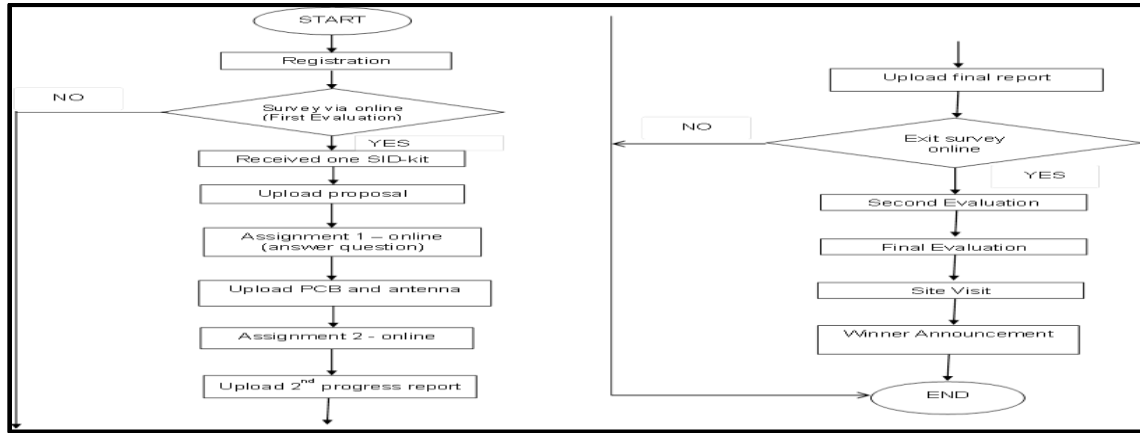 START
Registration
NO
Survey via online
(First Evaluation)
YES
Received one SID-kit
Upload proposal
Assignment 1 – online
(answer question)
Upload PCB and antenna
Assignment 2 - online
Upload 2nd progress report
Upload final report
NO
Exit survey
online
YES
Second Evaluation
Final Evaluation
Site Visit
Winner Announcement
END